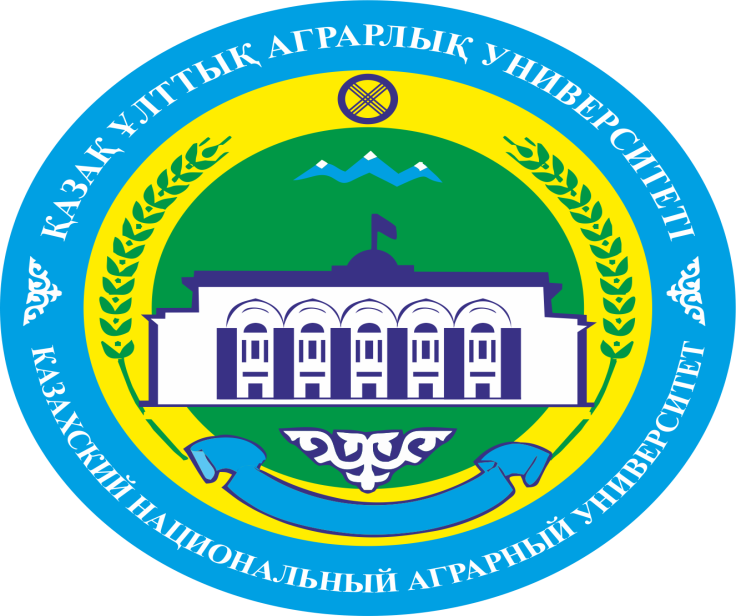 ҚАЗАҚ ҰЛТТЫҚ АГРАРЛЫҚ УНИВЕРСИТЕТІ
КАЗАХСКИЙ НАЦИОНАЛЬНЫЙ АГРАРНЫЙ УНИВЕРСИТЕТ